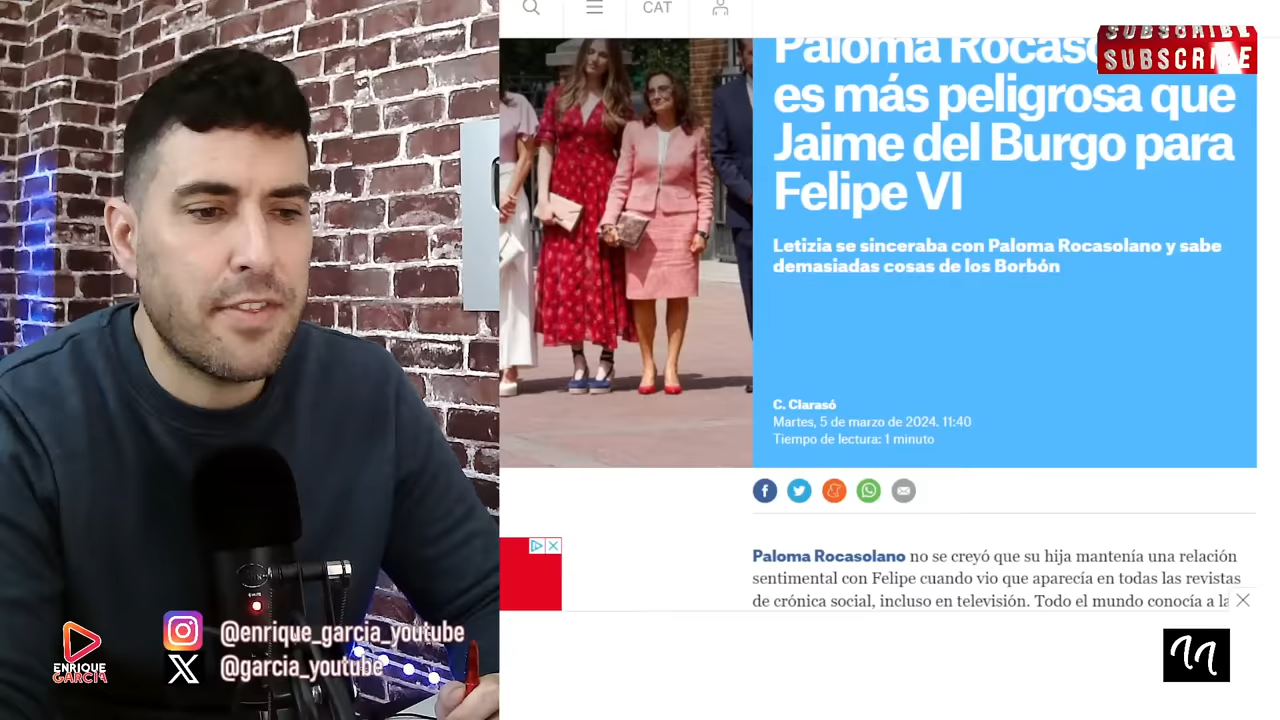 CAT
SUBSCRIBE
SUBSCRIBE
Paloma Rocaso
es más peligrosa que
Jaime del Burgo para
Felipe VI
Letizia se sinceraba con Paloma Rocasolano y sabe
demasiadas cosas de los Borbón
C. Clarasó
Martes, 5 de marzo de 2024. 11:40
Tiempo de lectura: 1 minuto
Paloma Rocasolano no se creyó que su hija mantenía una relación
sentimental con Felipe cuando vio que aparecía en todas las revistas
de crónica social, incluso en televisión. Todo el mundo conocía a la
@enrique_garcia_youtube
@garcia_youtube
ENRIQUE
GARCIA